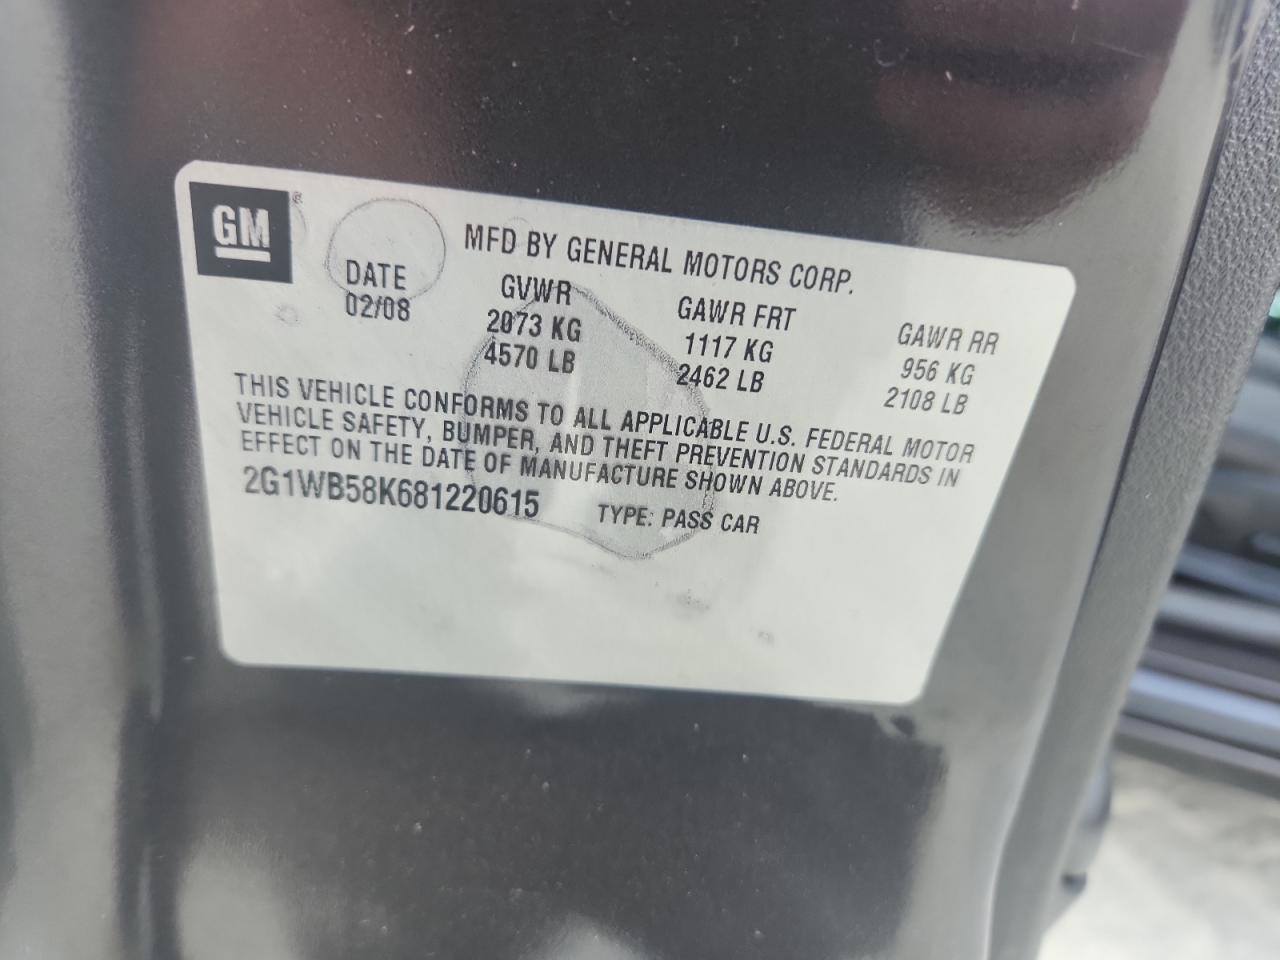 GM
MFD BY GENERAL MOTORS CORP.
DATE GVWR GAWR FRT GAWR RR
02/08 2073 KG 1117 KG 956 KG
4570 LB 2462 LB 2108 LB
THIS VEHICLE CONFORMS TO ALL APPLICABLE U.S. FEDERAL MOTOR
VEHICLE SAFETY, BUMPER, AND THEFT PREVENTION STANDARDS IN
EFFECT ON THE DATE OF MANUFACTURE SHOWN ABOVE.
2G1WB58K681220615 TYPE: PASS CAR